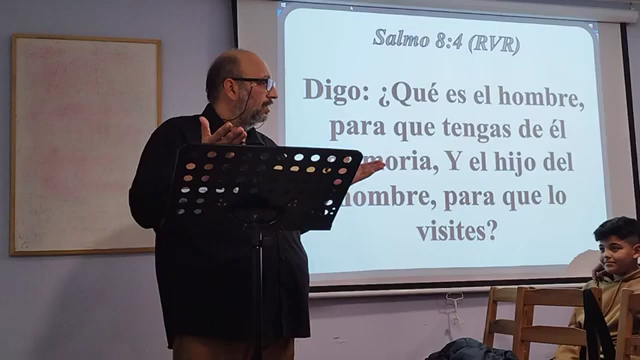 Salmo 8:4 (RVR)
Digo: ¿Qué es el hombre,
para que tengas de él
Y el hijo del
para que lo
visites?